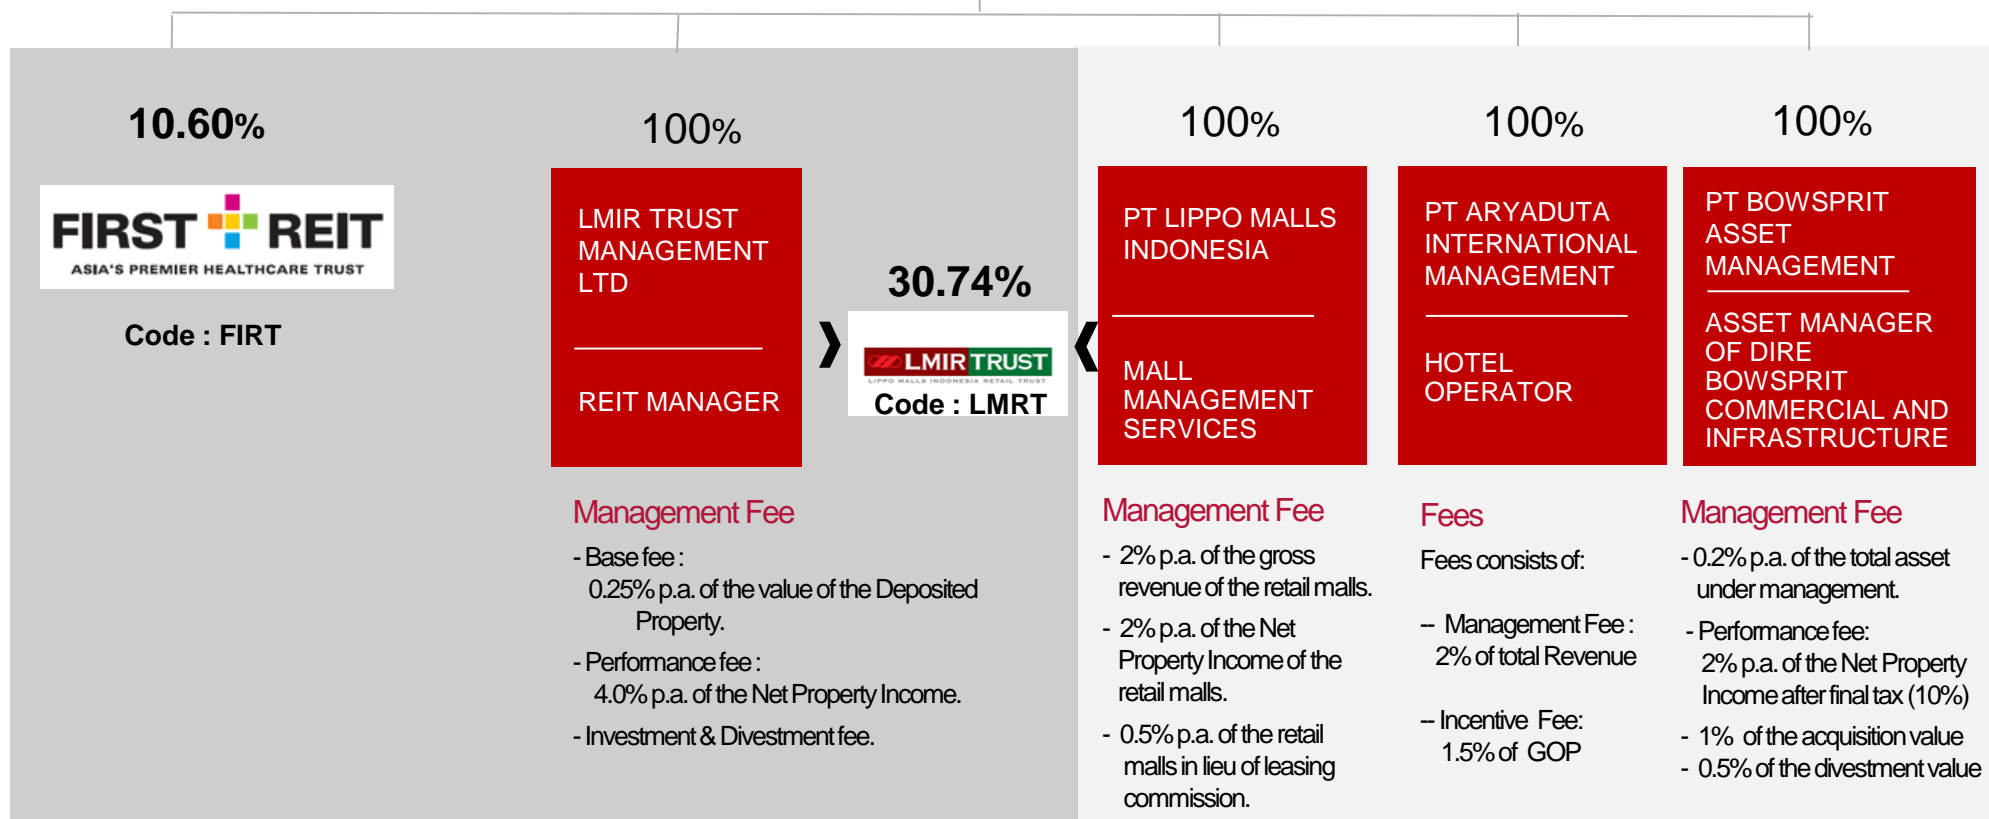 10.60%
FIRST REIT
ASIA'S PREMIER HEALTHCARE TRUST
Code : FIRT
100%
LMIR TRUST
MANAGEMENT
LTD
REIT MANAGER
Management Fee
- Base fee :
0.25% p.a. of the value of the Deposited
Property.
- Performance fee :
4.0% p.a. of the Net Property Income.
- Investment & Divestment fee.
30.74%
LMIR TRUST
LIPPO MALLS INDONESIA RETAIL TRUST
Code : LMRT
100%
PT LIPPO MALLS
INDONESIA
MALL
MANAGEMENT
SERVICES
Management Fee
- 2% p.a. of the gross
revenue of the retail malls.
- 2% p.a. of the Net
Property Income of the
retail malls.
- 0.5% p.a. of the retail
malls in lieu of leasing
commission.
100%
PT ARYADUTA
INTERNATIONAL
MANAGEMENT
HOTEL
OPERATOR
Fees
Fees consists of:
-- Management Fee :
2% of total Revenue
-- Incentive Fee:
1.5% of GOP
100%
PT BOWSPRIT
ASSET
MANAGEMENT
ASSET MANAGER
OF DIRE
BOWSPRIT
COMMERCIAL AND
INFRASTRUCTURE
Management Fee
- 0.2% p.a. of the total asset
under management.
- Performance fee:
2% p.a. of the Net Property
Income after final tax (10%)
- 1% of the acquisition value
- 0.5% of the divestment value